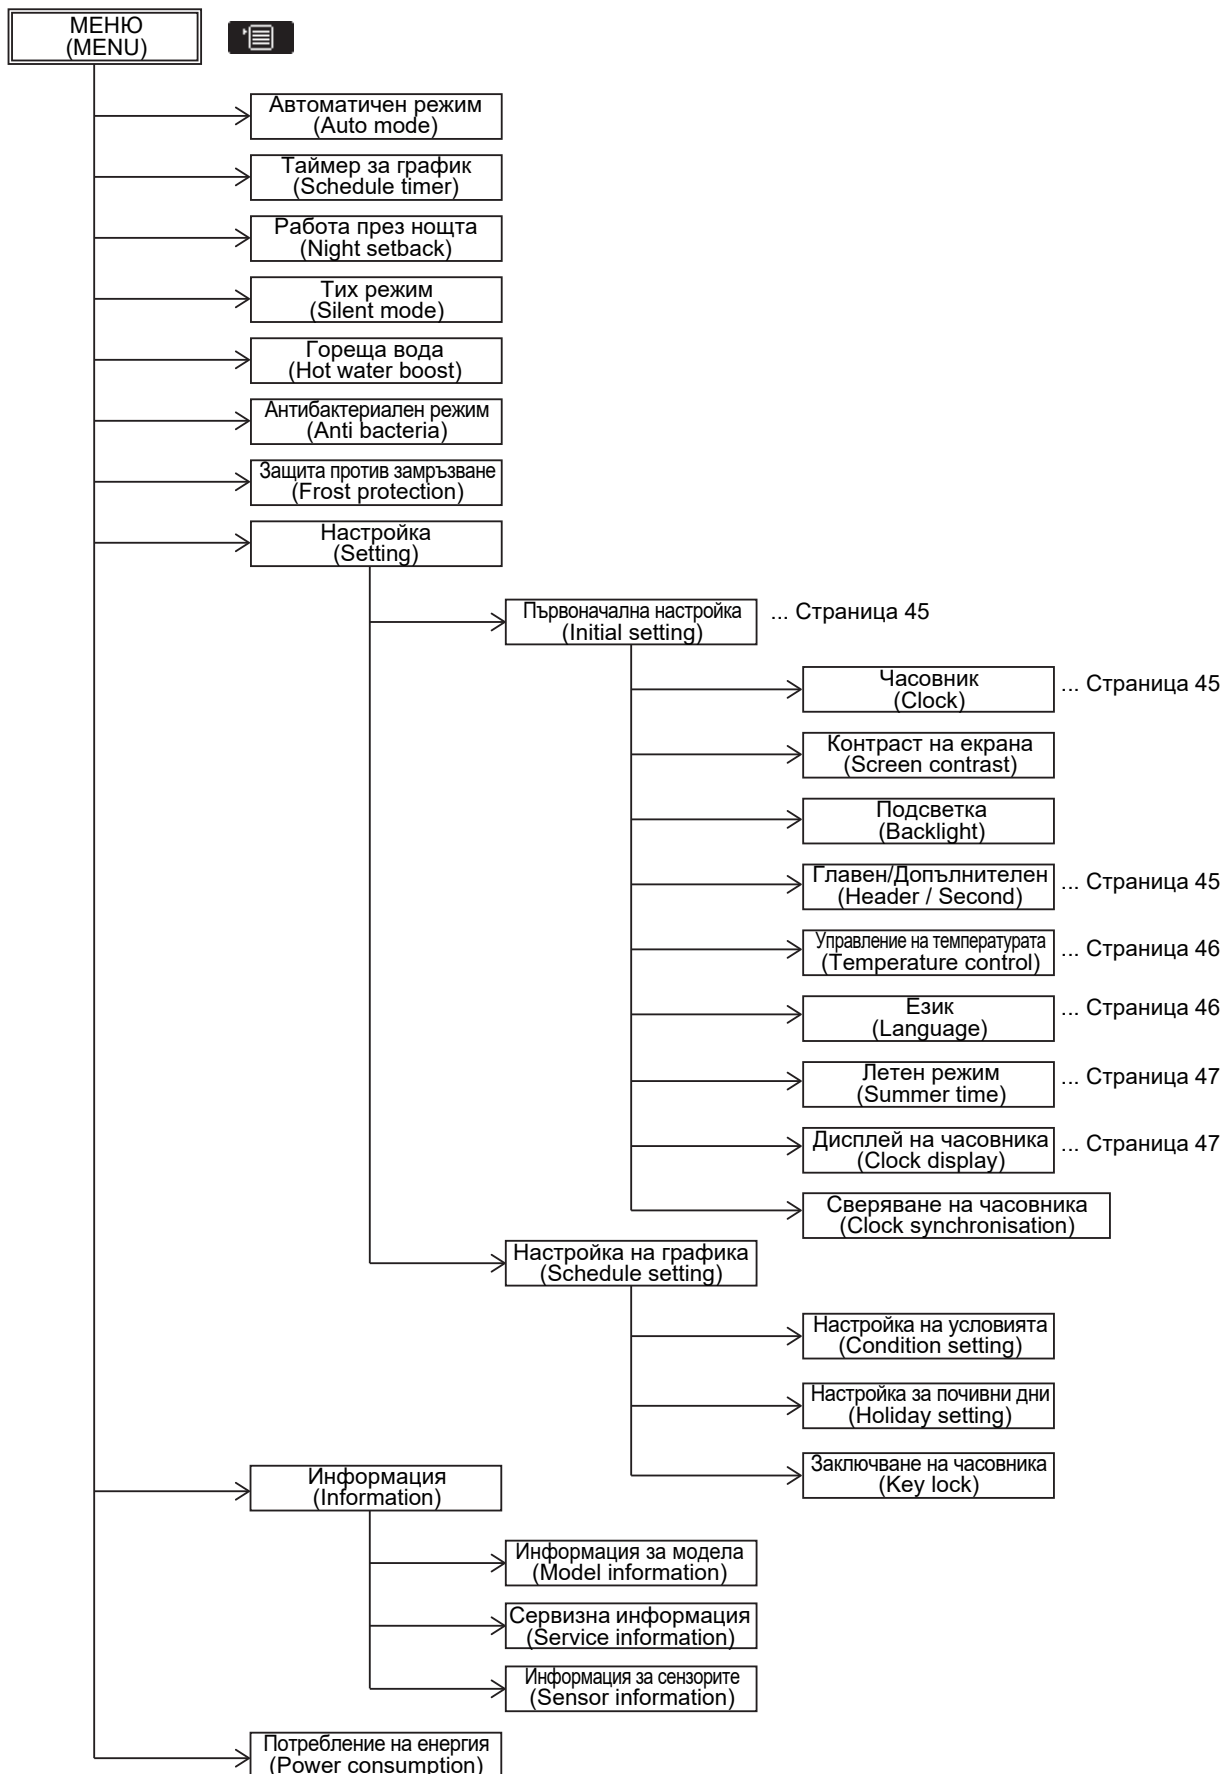 МЕНЮ
(MENU)
Автоматичен режим
(Auto mode)
Таймер за график
(Schedule timer)
Работа през нощта
(Night setback)
Тих режим
(Silent mode)
Гореща вода
(Hot water boost)
Антибактериален режим
(Anti bacteria)
Защита против замръзване
(Frost protection)
Настройка
(Setting)
Първоначална настройка ... Страница 45
(Initial setting)
Часовник ... Страница 45
(Clock)
Контраст на екрана
(Screen contrast)
Подсветка
(Backlight)
Главен/Допълнителен ... Страница 45
(Header / Second)
Управление на температурата ... Страница 46
(Temperature control)
Език ... Страница 46
(Language)
Летен режим ... Страница 47
(Summer time)
Дисплей на часовника ... Страница 47
(Clock display)
Сверяване на часовника
(Clock synchronisation)
Настройка на графика
(Schedule setting)
Настройка на условията
(Condition setting)
Настройка за почивни дни
(Holiday setting)
Заключване на часовника
(Key lock)
Информация
(Information)
Информация за модела
(Model information)
Сервизна информация
(Service information)
Информация за сензорите
(Sensor information)
Потребление на енергия
(Power consumption)